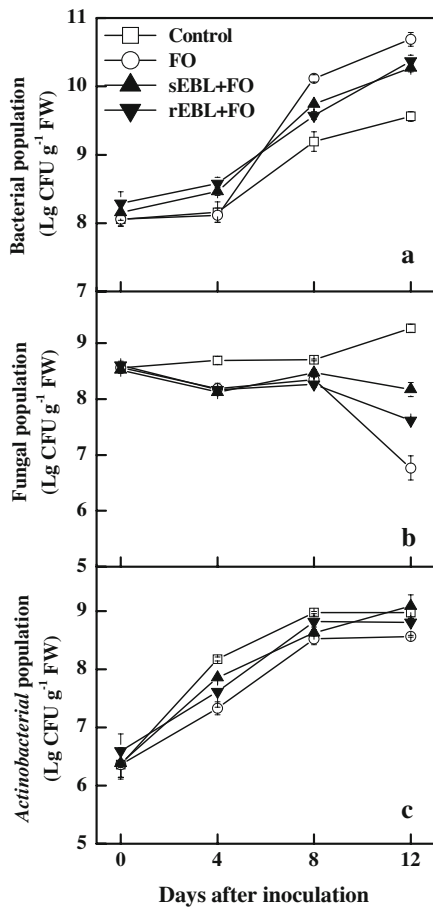 Control
FO
sEBL+FO
rEBL+FO
Bacterial population
(Lg CFU g⁻¹ FW)
11
10
9
8
7
a
Fungal population
(Lg CFU g⁻¹ FW)
9
8
7
6
5
b
Actinobacterial population
(Lg CFU g⁻¹ FW)
9
8
7
6
5
c
0 4 8 12
Days after inoculation